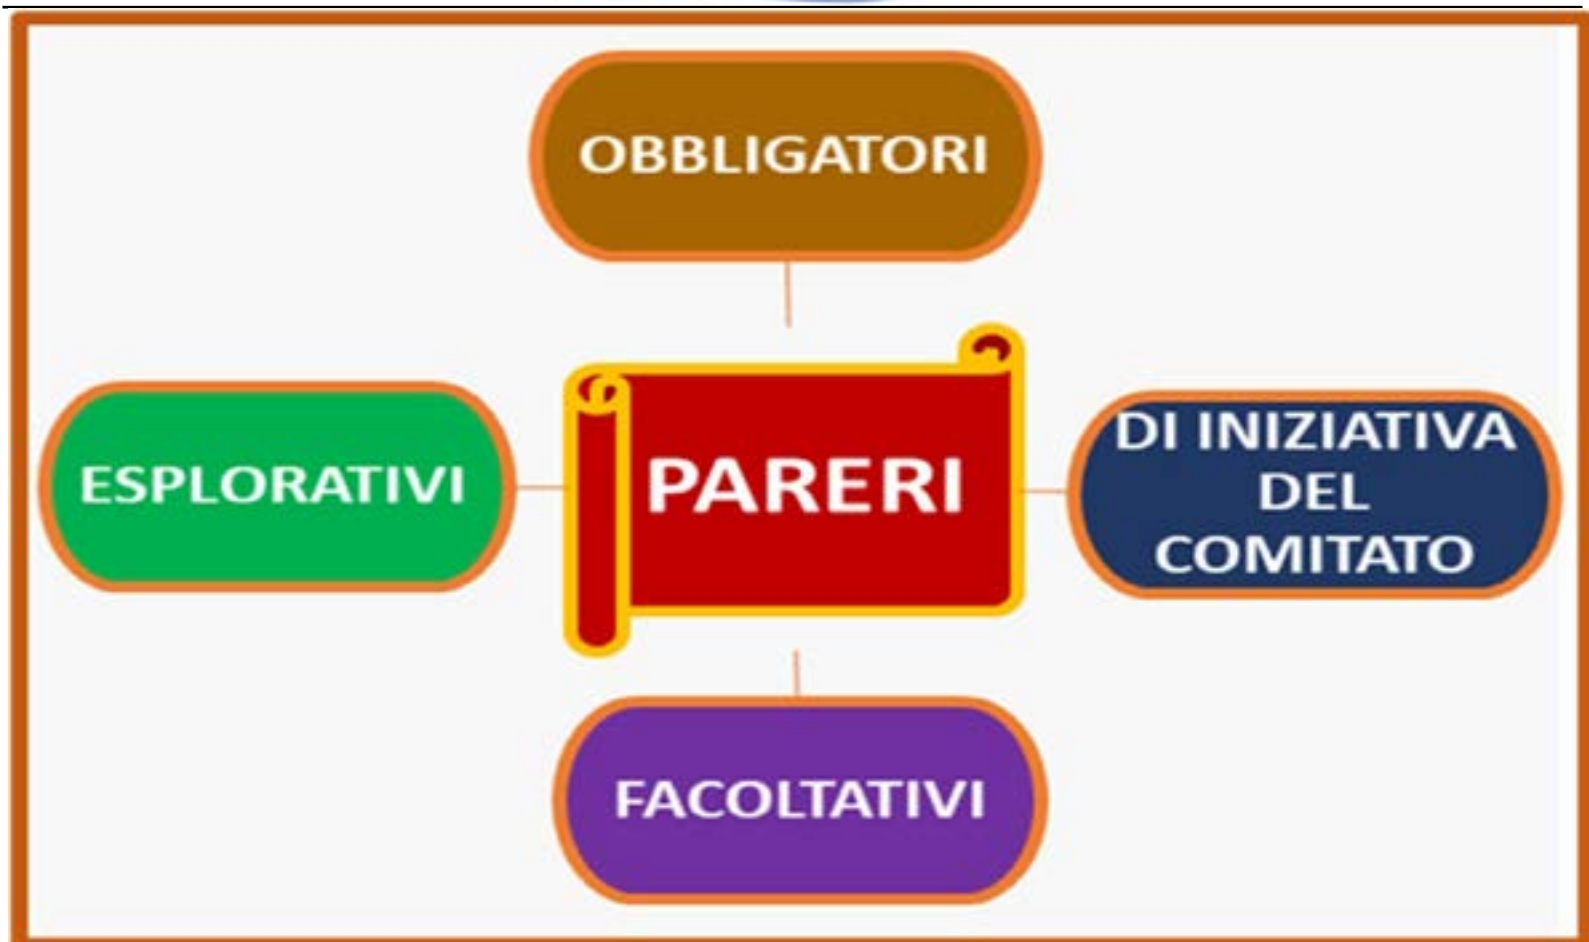 OBBLIGATORI
ESPLORATIVI
PARERI
DI INIZIATIVA
DEL
COMITATO
FACOLTATIVI